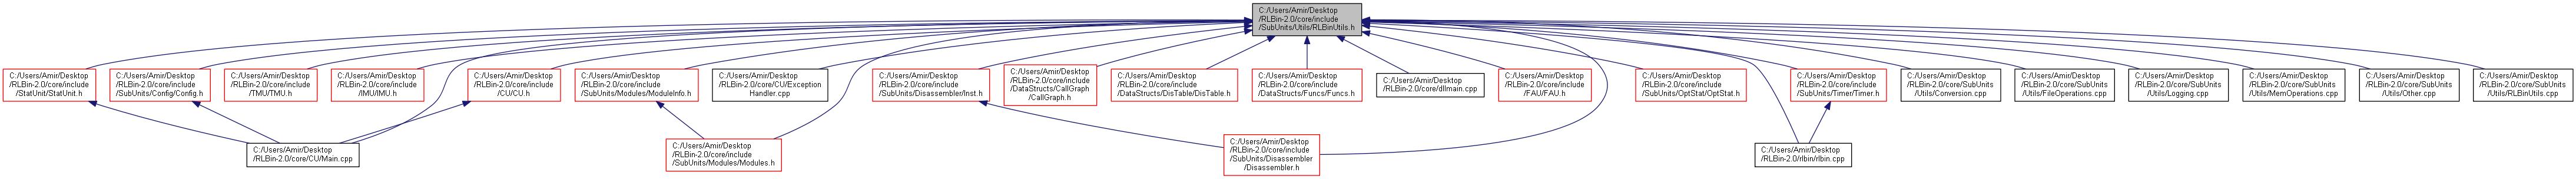 C:/Users/Amir/Desktop
/RLBin-2.0/core/include
/SubUnits/Utils/RLBinUtils.h
C:/Users/Amir/Desktop
/RLBin-2.0/core/include
/StatUnit/StatUnit.h
C:/Users/Amir/Desktop
/RLBin-2.0/core/include
/SubUnits/Config/Config.h
C:/Users/Amir/Desktop
/RLBin-2.0/core/include
/TMU/TMU.h
C:/Users/Amir/Desktop
/RLBin-2.0/core/include
/IMU/IMU.h
C:/Users/Amir/Desktop
/RLBin-2.0/core/include
/CU/CU.h
C:/Users/Amir/Desktop
/RLBin-2.0/core/include
/SubUnits/Modules/ModuleInfo.h
C:/Users/Amir/Desktop
/RLBin-2.0/core/CU/Exception
Handler.cpp
C:/Users/Amir/Desktop
/RLBin-2.0/core/include
/SubUnits/Disassembler/Inst.h
C:/Users/Amir/Desktop
/RLBin-2.0/core/include
/DataStructs/CallGraph
/CallGraph.h
C:/Users/Amir/Desktop
/RLBin-2.0/core/include
/DataStructs/DisTable/DisTable.h
C:/Users/Amir/Desktop
/RLBin-2.0/core/include
/DataStructs/Funcs/Funcs.h
C:/Users/Amir/Desktop
/RLBin-2.0/core/dllmain.cpp
C:/Users/Amir/Desktop
/RLBin-2.0/core/include
/FAU/FAU.h
C:/Users/Amir/Desktop
/RLBin-2.0/core/include
/SubUnits/OptStat/OptStat.h
C:/Users/Amir/Desktop
/RLBin-2.0/core/include
/SubUnits/Timer/Timer.h
C:/Users/Amir/Desktop
/RLBin-2.0/core/SubUnits
/Utils/Conversion.cpp
C:/Users/Amir/Desktop
/RLBin-2.0/core/SubUnits
/Utils/FileOperations.cpp
C:/Users/Amir/Desktop
/RLBin-2.0/core/SubUnits
/Utils/Logging.cpp
C:/Users/Amir/Desktop
/RLBin-2.0/core/SubUnits
/Utils/MemOperations.cpp
C:/Users/Amir/Desktop
/RLBin-2.0/core/SubUnits
/Utils/Other.cpp
C:/Users/Amir/Desktop
/RLBin-2.0/core/SubUnits
/Utils/RLBinUtils.cpp
C:/Users/Amir/Desktop
/RLBin-2.0/core/CU/Main.cpp
C:/Users/Amir/Desktop
/RLBin-2.0/core/include
/SubUnits/Modules/Modules.h
C:/Users/Amir/Desktop
/RLBin-2.0/core/include
/SubUnits/Disassembler
/Disassembler.h
C:/Users/Amir/Desktop
/RLBin-2.0/rlbin/rlbin.cpp